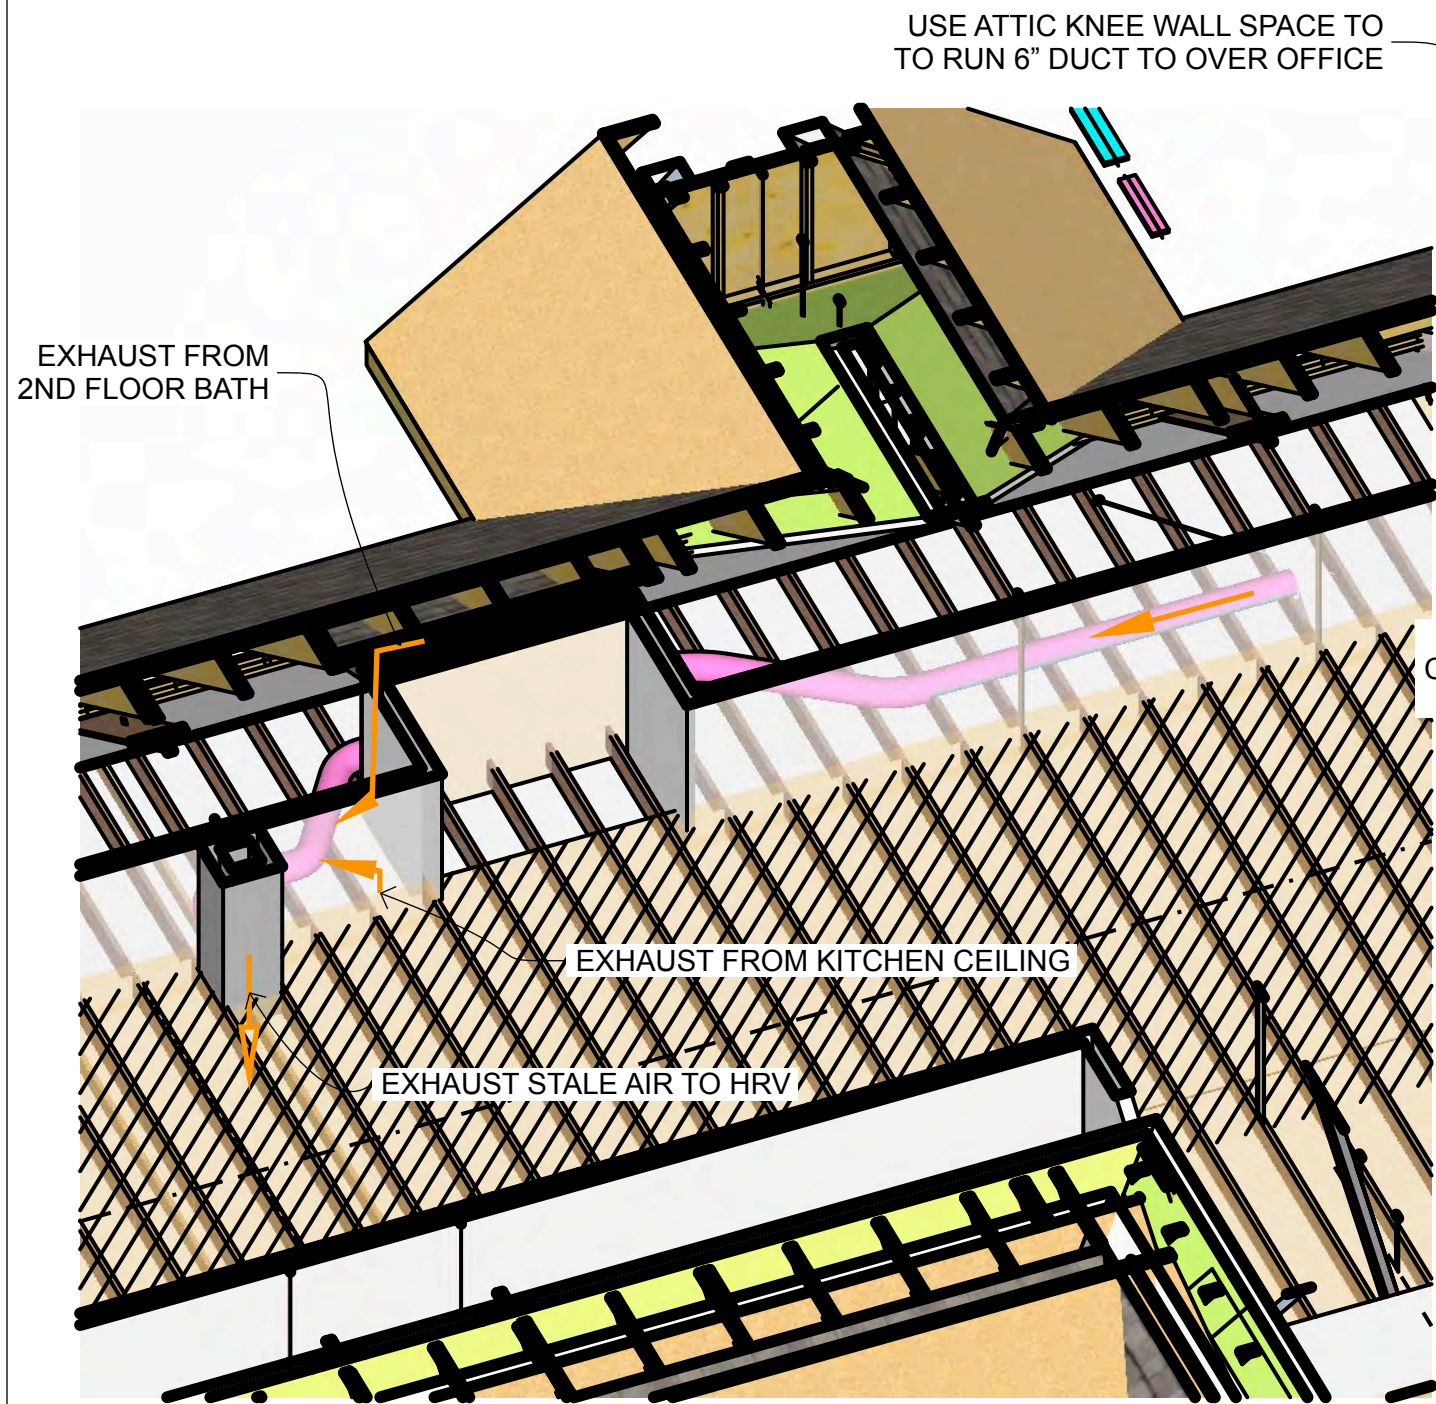 USE ATTIC KNEE WALL SPACE TO
TO RUN 6” DUCT TO OVER OFFICE
EXHAUST FROM
2ND FLOOR BATH
EXHAUST FROM KITCHEN CEILING
EXHAUST STALE AIR TO HRV